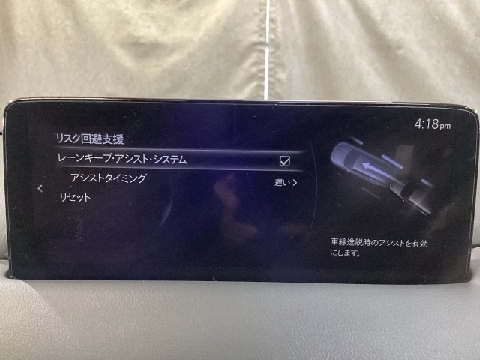 4:18pm
リスク回避支援
レーンキープ・アシスト・システム
アシストタイミング 遅い
リセット
車線逸脱時のアシストを有効
にします。